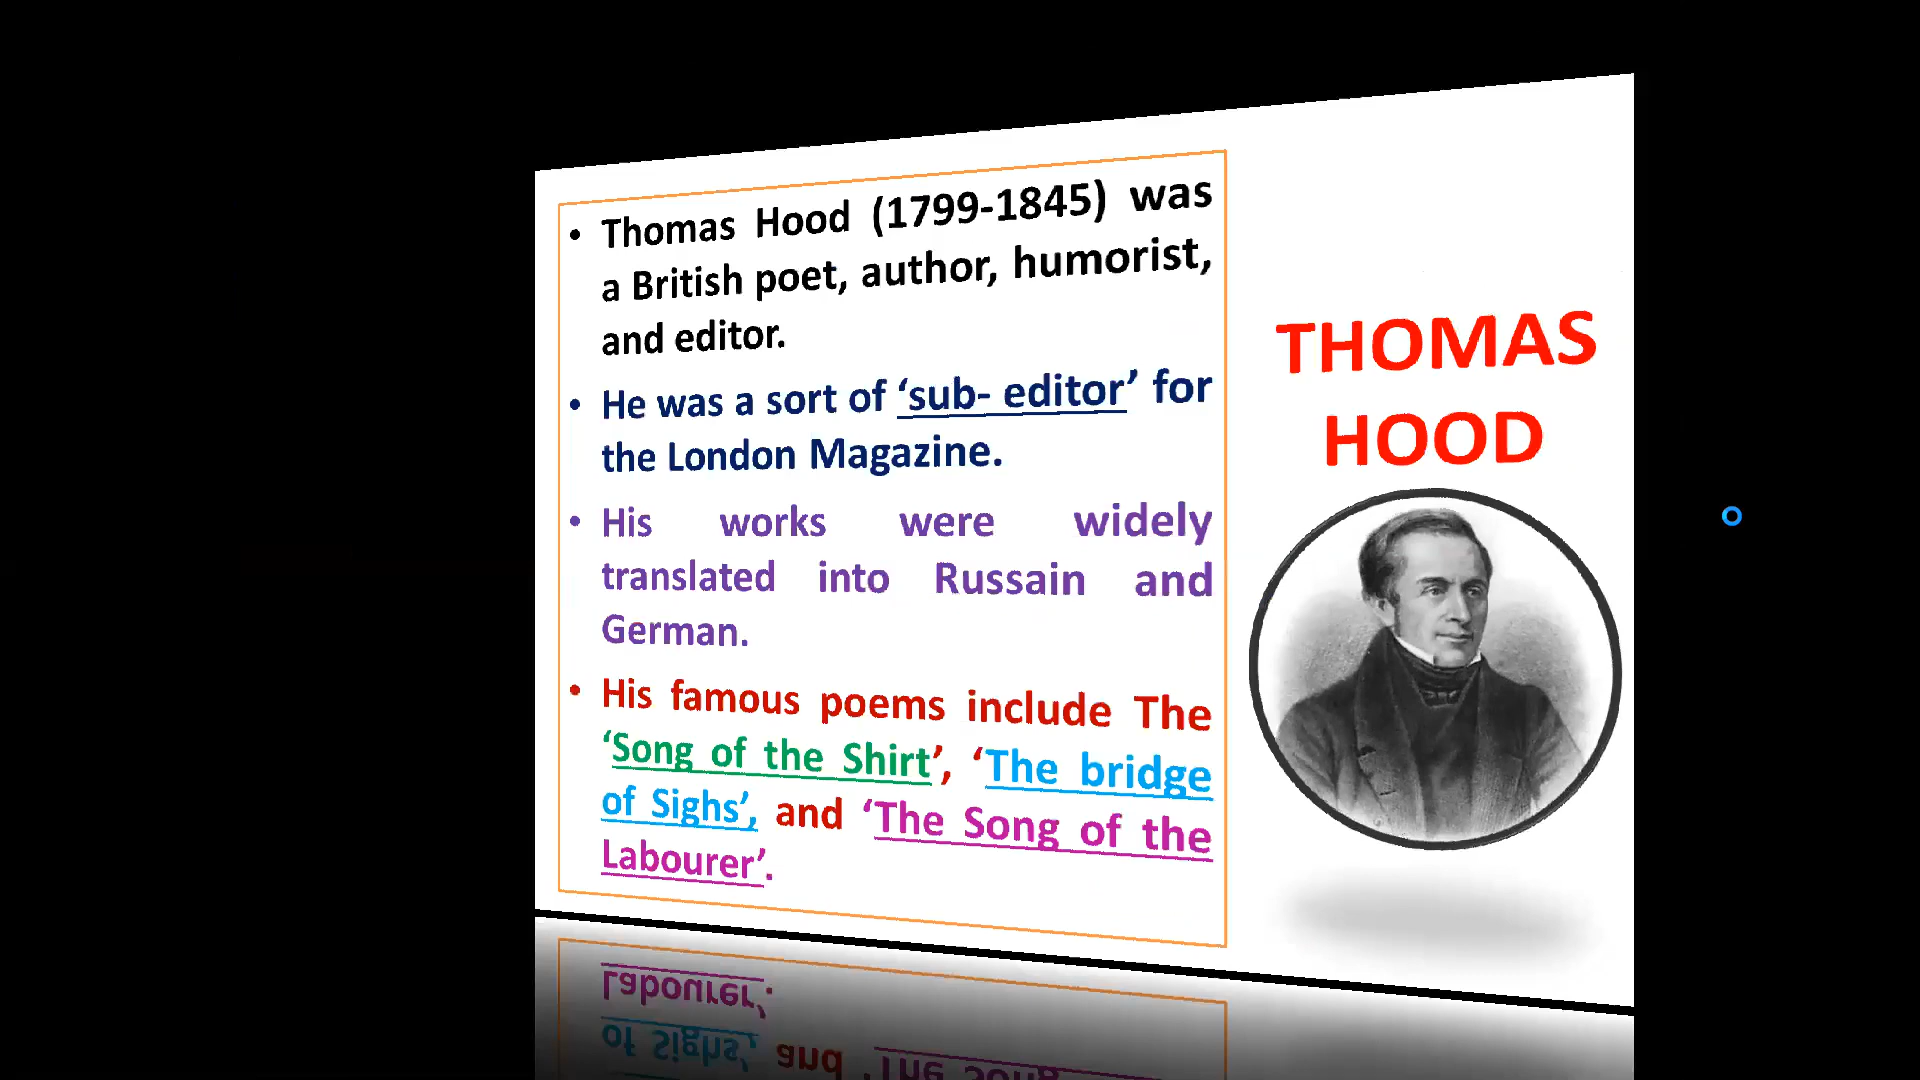 • Thomas Hood (1799-1845) was
a British poet, author, humorist,
and editor.
• He was a sort of ‘sub- editor’ for
the London Magazine.
• His works were widely
translated into Russain and
German.
• His famous poems include The
‘Song of the Shirt’, ‘The bridge
of Sighs’, and ‘The Song of the
Labourer’.
THOMAS
HOOD